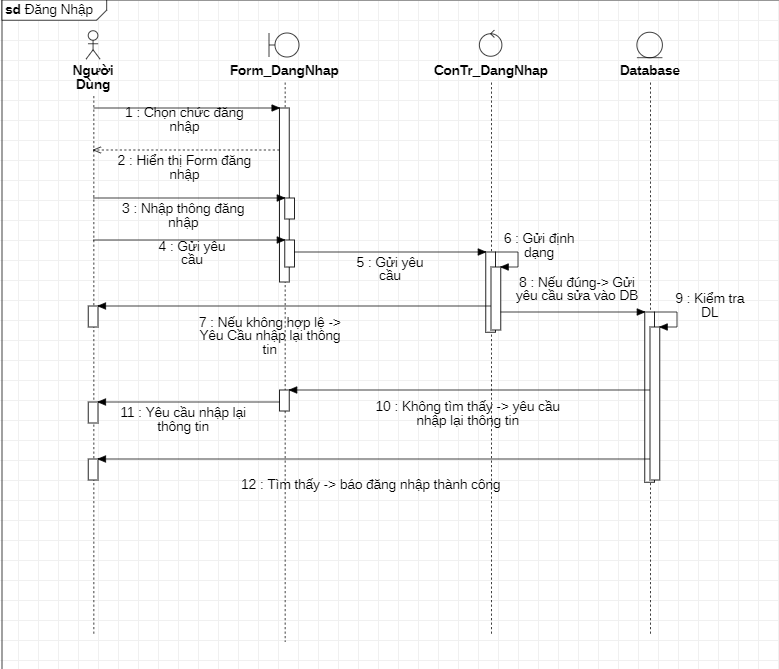 sd Đăng Nhập
Người
Dùng
Form_DangNhap
ConTr_DangNhap
Database
1 : Chọn chức đăng
nhập
2 : Hiển thị Form đăng
nhập
3 : Nhập thông đăng
nhập
4 : Gửi yêu
cầu
5 : Gửi yêu
cầu
6 : Gửi định
dạng
7 : Nếu không hợp lệ ->
Yêu Cầu nhập lại thông
tin
8 : Nếu đúng-> Gửi
yêu cầu sửa vào DB
9 : Kiểm tra
DL
10 : Không tìm thấy -> yêu cầu
nhập lại thông tin
11 : Yêu cầu nhập lại
thông tin
12 : Tìm thấy -> báo đăng nhập thành công